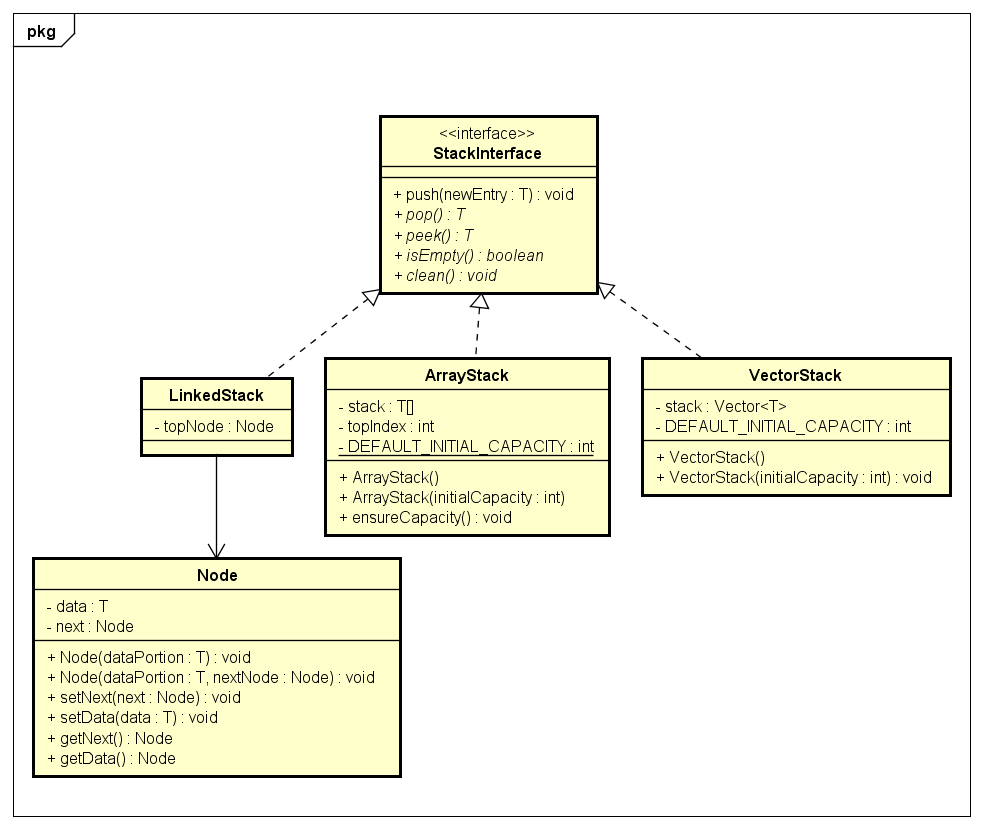 pkg
<<interface>>
StackInterface
+ push(newEntry : T) : void
+ pop() : T
+ peek() : T
+ isEmpty() : boolean
+ clean() : void
LinkedStack
- topNode : Node
ArrayStack
- stack : T[]
- topIndex : int
- DEFAULT_INITIAL_CAPACITY : int
+ ArrayStack()
+ ArrayStack(initialCapacity : int)
+ ensureCapacity() : void
VectorStack
- stack : Vector<T>
- DEFAULT_INITIAL_CAPACITY : int
+ VectorStack()
+ VectorStack(initialCapacity : int) : void
Node
- data : T
- next : Node
+ Node(dataPortion : T) : void
+ Node(dataPortion : T, nextNode : Node) : void
+ setNext(next : Node) : void
+ setData(data : T) : void
+ getNext() : Node
+ getData() : Node